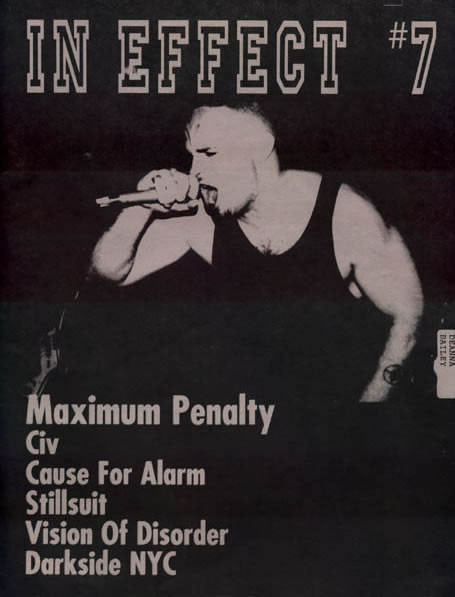 IN EFFECT #7
DEANNA
BAILEY
Maximum Penalty
Civ
Cause For Alarm
Stillsuit
Vision Of Disorder
Darkside NYC